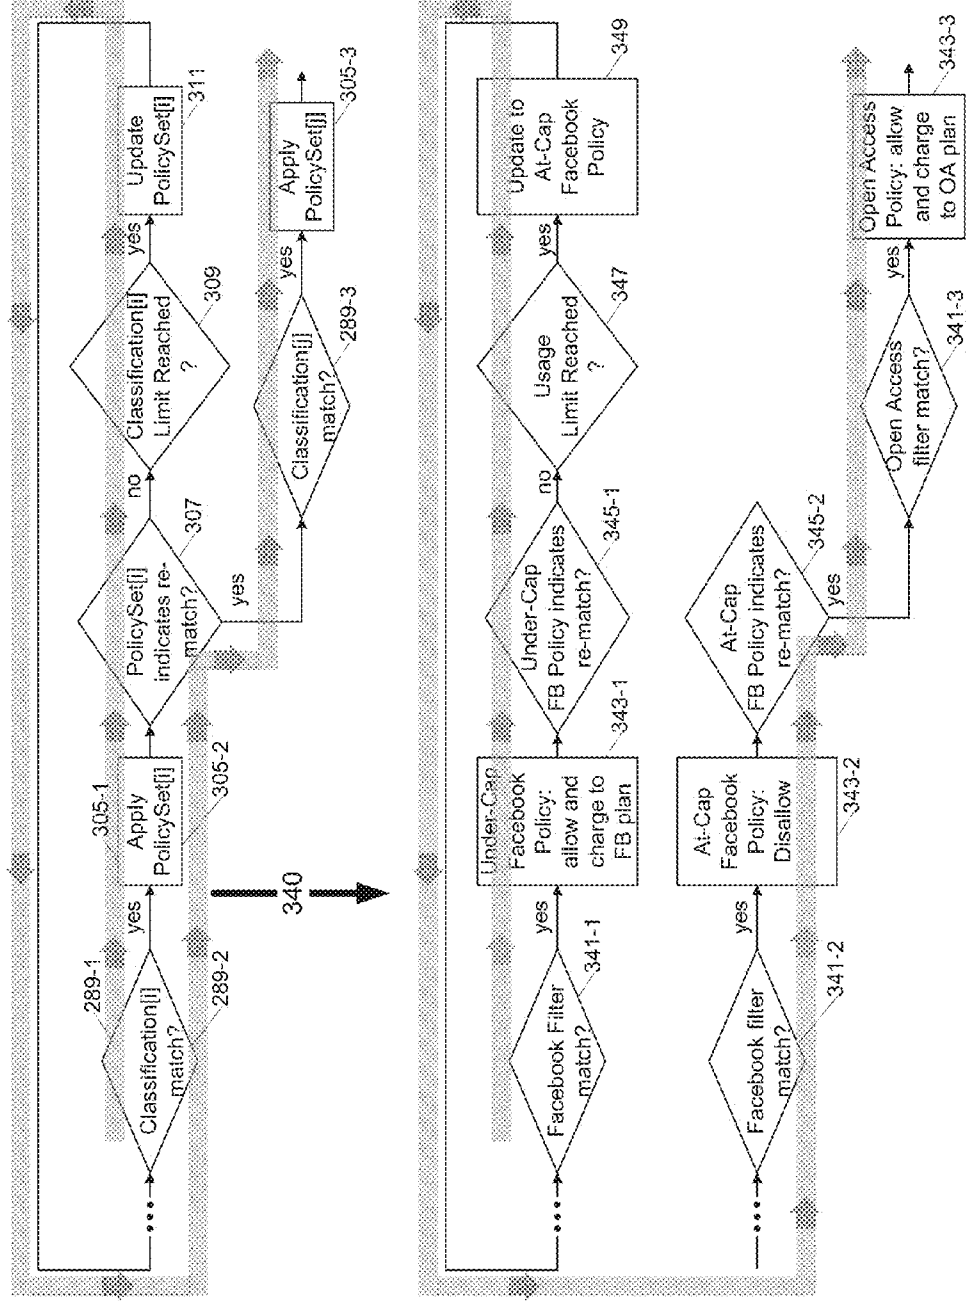 289-1
Classification[i]
match?
289-2
yes
305-1
Apply
PolicySet[i]
305-2
PolicySet[i]
indicates re-
match?
307
no
yes
Classification[i]
Limit Reached
?
309
yes
Update
PolicySet[i]
311
Classification[j]
match?
289-3
yes
Apply
PolicySet[j]
305-3
340
Facebook Filter
match?
341-1
yes
Under-Cap
Facebook
Policy:
allow and
charge to
FB plan
343-1
Under-Cap
FB Policy indicates
re-match?
345-1
no
Usage
Limit Reached
?
347
yes
Update to
At-Cap
Facebook
Policy
349
Facebook filter
match?
341-2
yes
At-Cap
Facebook
Policy:
Disallow
343-2
At-Cap
FB Policy indicates
re-match?
345-2
yes
Open Access
filter match?
341-3
yes
Open Access
Policy: allow
and charge
to OA plan
343-3